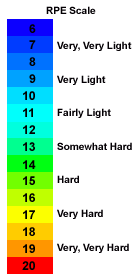 RPE Scale
6
7 Very, Very Light
8
9 Very Light
10
11 Fairly Light
12
13 Somewhat Hard
14
15 Hard
16
17 Very Hard
18
19 Very, Very Hard
20